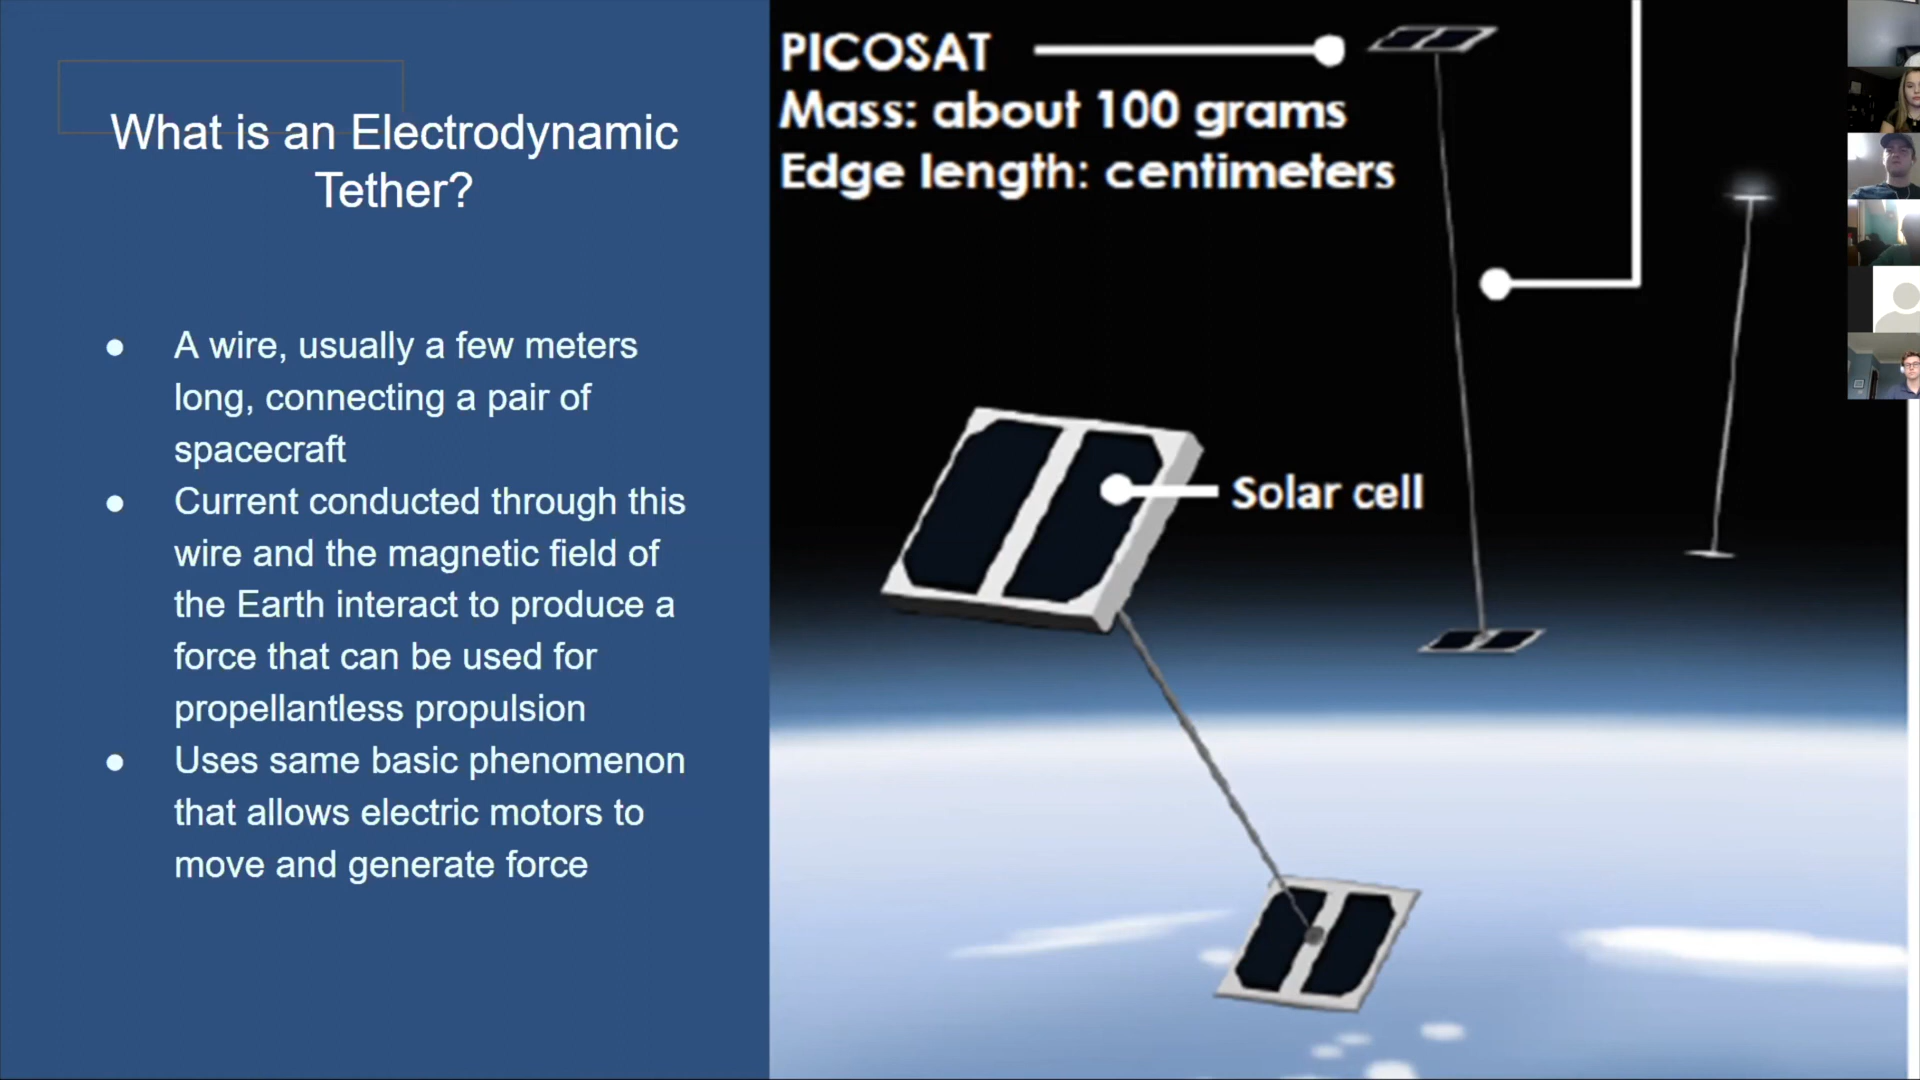 What is an Electrodynamic
Tether?
● A wire, usually a few meters
long, connecting a pair of
spacecraft
● Current conducted through this
wire and the magnetic field of
the Earth interact to produce a
force that can be used for
propellantless propulsion
● Uses same basic phenomenon
that allows electric motors to
move and generate force
PICOSAT
Mass: about 100 grams
Edge length: centimeters
Solar cell